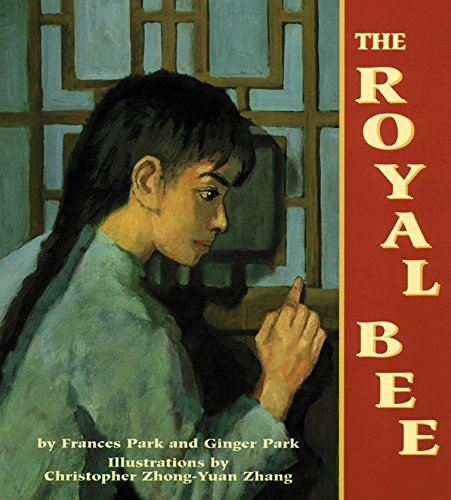 THE
ROYAL
BEE
by Frances Park and Ginger Park
Illustrations by
Christopher Zhong-Yuan Zhang